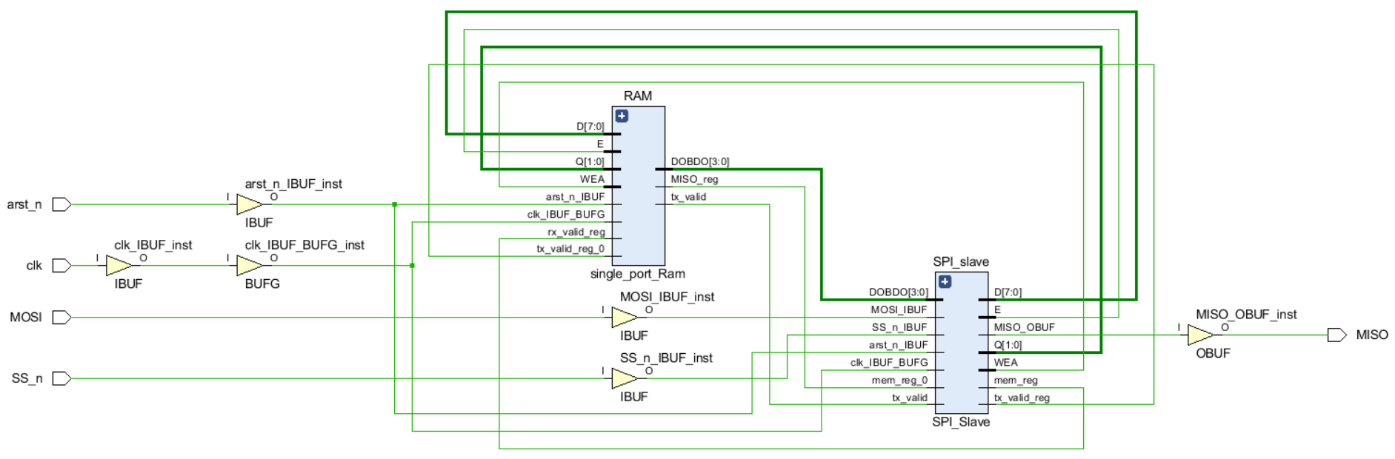 RAM
D[7:0]
E
Q[1:0]
WEA
arst_n_IBUF
clk_IBUF_BUFG
rx_valid_reg
tx_valid_reg_0
DOBDO[3:0]
MISO_reg
tx_valid
single_port_Ram
arst_n
I
arst_n_IBUF_inst
O
IBUF
clk
I
clk_IBUF_inst
O
IBUF
I
clk_IBUF_BUFG_inst
O
BUFG
MOSI
I
MOSI_IBUF_inst
O
IBUF
SS_n
I
SS_n_IBUF_inst
O
IBUF
SPI_slave
DOBDO[3:0]
MOSI_IBUF
SS_n_IBUF
arst_n_IBUF
clk_IBUF_BUFG
mem_reg_0
tx_valid
D[7:0]
E
MISO_OBUF
Q[1:0]
WEA
mem_reg
tx_valid_reg
SPI_Slave
I
MISO_OBUF_inst
O
OBUF
MISO